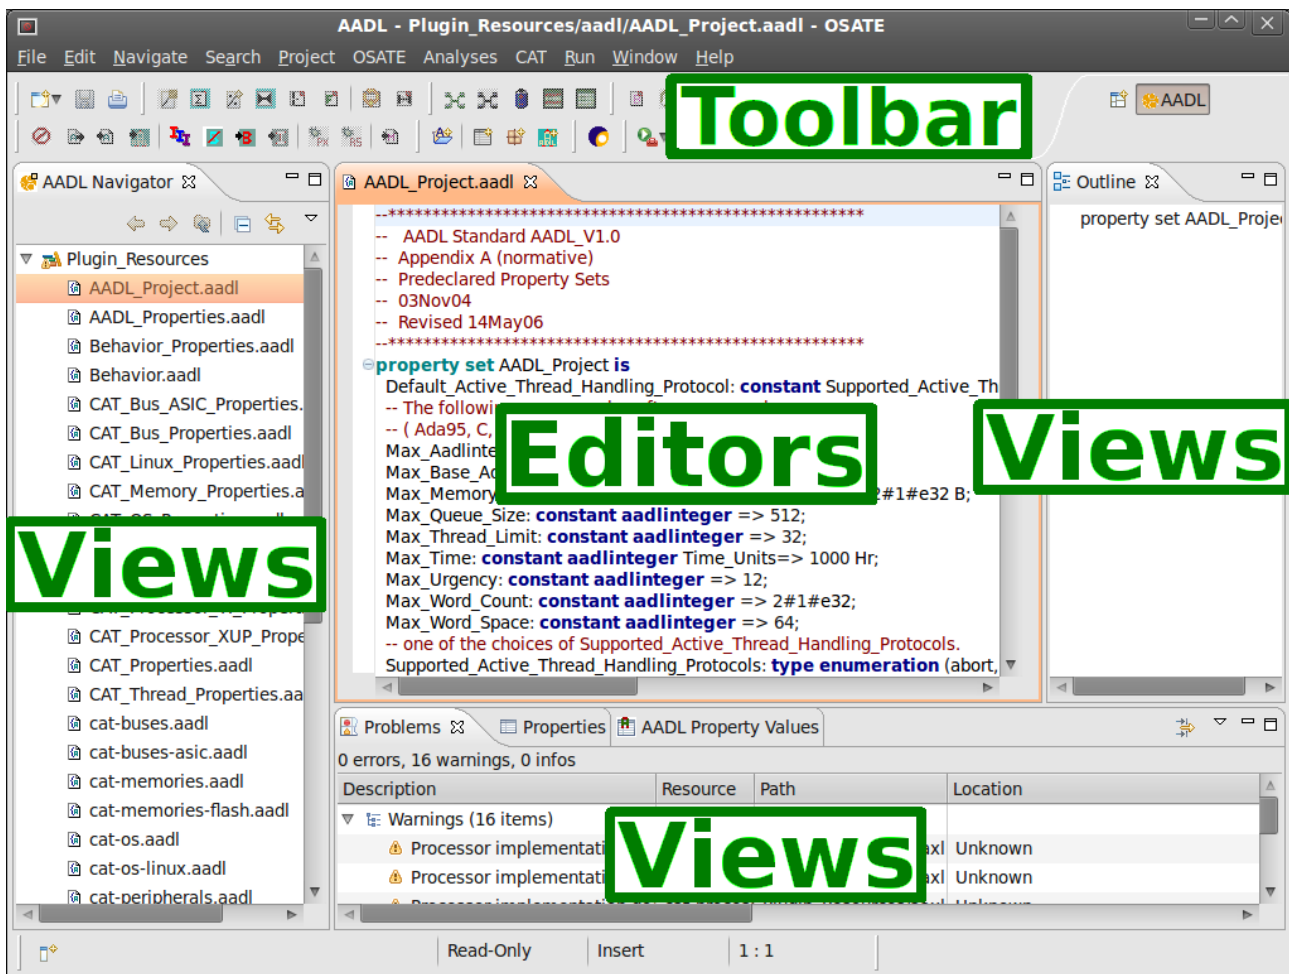 AADL - Plugin_Resources/aadl/AADL_Project.aadl - OSATE
File Edit Navigate Search Project OSATE Analyses CAT Run Window Help
Toolbar
AADL
AADL Navigator
Plugin_Resources
AADL_Project.aadl
AADL_Properties.aadl
Behavior_Properties.aadl
Behavior.aadl
CAT_Bus_ASIC_Properties.
CAT_Bus_Properties.aadl
CAT_Linux_Properties.aadl
CAT_Memory_Properties.a
Views
CAT_Processor_XUP_Prope
CAT_Properties.aadl
CAT_Thread_Properties.aa
cat-buses.aadl
cat-buses-asic.aadl
cat-memories.aadl
cat-memories-flash.aadl
cat-os.aadl
cat-os-linux.aadl
cat-peripherals.aadl
AADL_Project.aadl
--******************************************************
-- AADL Standard AADL_V1.0
-- Appendix A (normative)
-- Predeclared Property Sets
-- 03Nov04
-- Revised 14May06
--******************************************************
property set AADL_Project is
Default_Active_Thread_Handling_Protocol: constant Supported_Active_Th
-- The followi
-- ( Ada95, C,
Max_Aadlinte
Max_Base_Ad
Max_Memory 2#1#e32 B;
Editors
Max_Queue_Size: constant aadlinteger => 512;
Max_Thread_Limit: constant aadlinteger => 32;
Max_Time: constant aadlinteger Time_Units=> 1000 Hr;
Max_Urgency: constant aadlinteger => 12;
Max_Word_Count: constant aadlinteger => 2#1#e32;
Max_Word_Space: constant aadlinteger => 64;
-- one of the choices of Supported_Active_Thread_Handling_Protocols.
Supported_Active_Thread_Handling_Protocols: type enumeration (abort,
Outline
property set AADL_Projec
Views
Problems Properties AADL Property Values
0 errors, 16 warnings, 0 infos
Description Resource Path Location
Warnings (16 items)
Processor implementati axl Unknown
Processor implementati axl Unknown
Views
Read-Only Insert 1 : 1